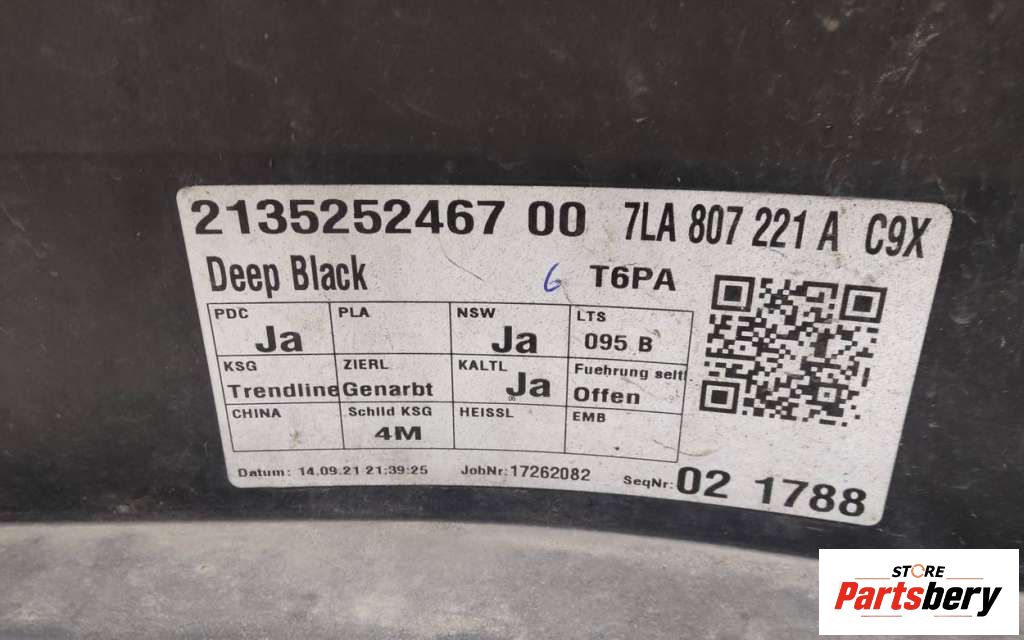 2135252467 00 7LA 807 221 A C9X
Deep Black 6 T6PA
PDC PLA NSW LTS
Ja Ja 095 B
KSG ZIERL KALTL Fuehrung selt
Trendline Genarbt Ja Offen
CHINA Schild KSG HEISSL EMB
4M
Datum: 14.09.21 21:39:25 JobNr: 17262082 SeqNr: 02 1788
STORE
Partsbery